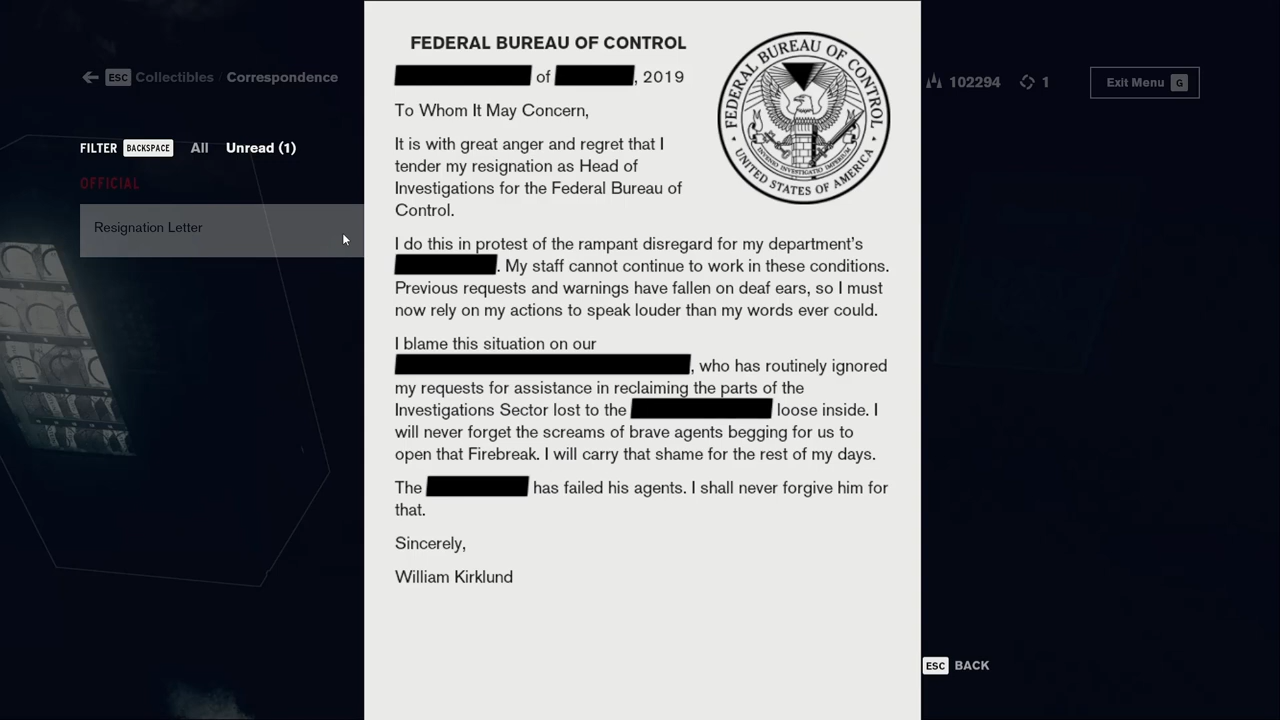 FEDERAL BUREAU OF CONTROL
of , 2019
FEDERAL BUREAU OF CONTROL
UNITED STATES OF AMERICA
ESC Collectibles / Correspondence
102294 1
Exit Menu G
FILTER BACKSPACE All Unread (1)
OFFICIAL
Resignation Letter
To Whom It May Concern,
It is with great anger and regret that I
tender my resignation as Head of
Investigations for the Federal Bureau of
Control.
I do this in protest of the rampant disregard for my department's
. My staff cannot continue to work in these conditions.
Previous requests and warnings have fallen on deaf ears, so I must
now rely on my actions to speak louder than my words ever could.
I blame this situation on our
, who has routinely ignored
my requests for assistance in reclaiming the parts of the
Investigations Sector lost to the loose inside. I
will never forget the screams of brave agents begging for us to
open that Firebreak. I will carry that shame for the rest of my days.
The has failed his agents. I shall never forgive him for
that.
Sincerely,
William Kirklund
ESC BACK